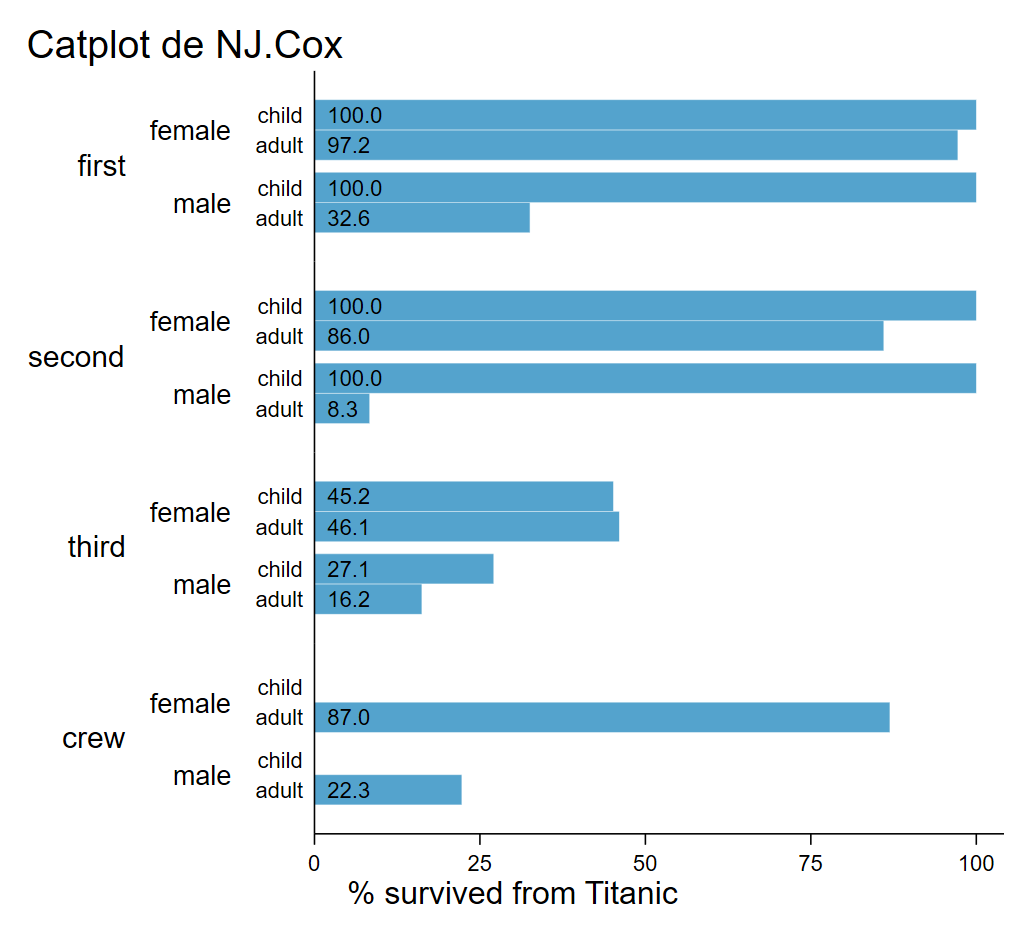 Catplot de NJ.Cox
first
female
child 100.0
adult 97.2
male
child 100.0
adult 32.6
second
female
child 100.0
adult 86.0
male
child 100.0
adult 8.3
third
female
child 45.2
adult 46.1
male
child 27.1
adult 16.2
crew
female
child
adult 87.0
male
child
adult 22.3
0 25 50 75 100
% survived from Titanic